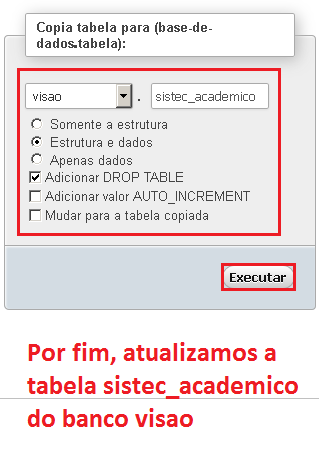 Copia tabela para (base-de-
dados.tabela):
visao . sistec_academico
Somente a estrutura
Estrutura e dados
Apenas dados
Adicionar DROP TABLE
Adicionar valor AUTO_INCREMENT
Mudar para a tabela copiada
Executar
Por fim, atualizamos a
tabela sistec_academico
do banco visao